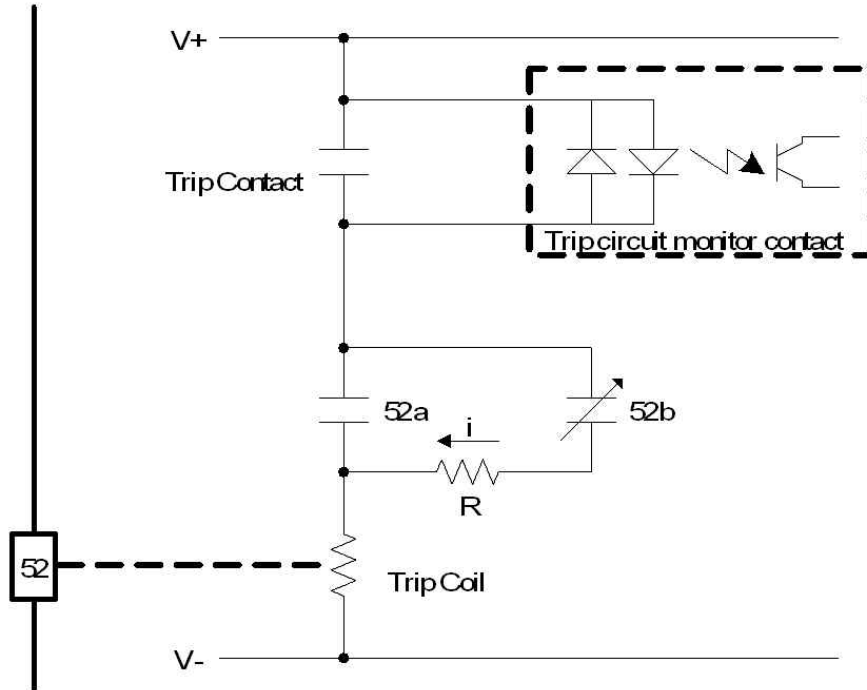 V+
Trip Contact
Trip circuit monitor contact
52a
52b
i
R
52
Trip Coil
V-